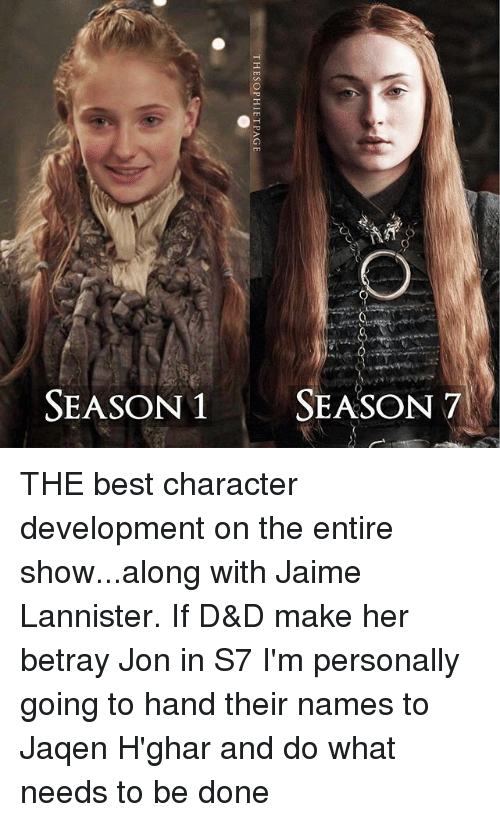 THESOPHIETPAGE
SEASON 1
SEASON 7
THE best character
development on the entire
show...along with Jaime
Lannister. If D&D make her
betray Jon in S7 I'm personally
going to hand their names to
Jaqen H'ghar and do what
needs to be done